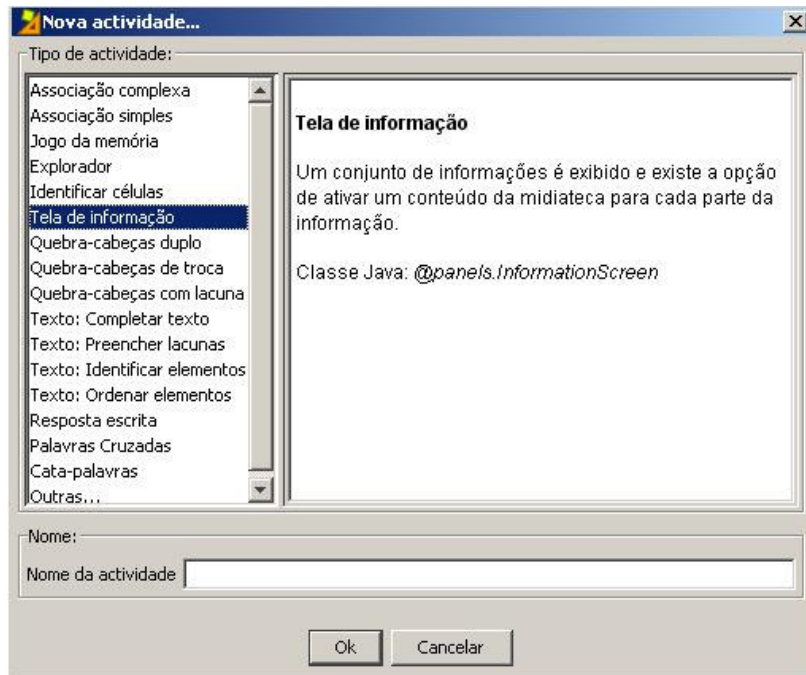 Nova actividade...
Tipo de actividade:
Associação complexa
Associação simples
Jogo da memória
Explorador
Identificar células
Tela de informação
Quebra-cabeças duplo
Quebra-cabeças de troca
Quebra-cabeças com lacuna
Texto: Completar texto
Texto: Preencher lacunas
Texto: Identificar elementos
Texto: Ordenar elementos
Resposta escrita
Palavras Cruzadas
Cata-palavras
Outras...
Tela de informação
Um conjunto de informações é exibido e existe a opção
de ativar um conteúdo da midiateca para cada parte da
informação.
Classe Java: @panels.InformationScreen
Nome:
Nome da actividade
Ok
Cancelar